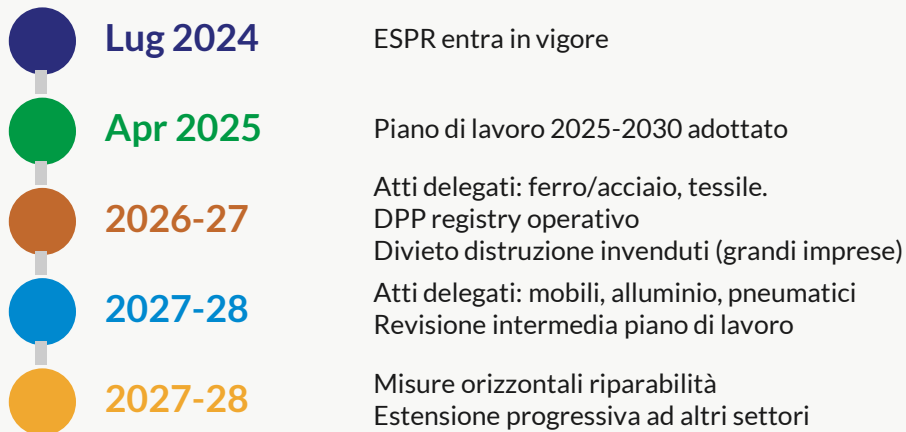 Lug 2024
ESPR entra in vigore
Apr 2025
Piano di lavoro 2025-2030 adottato
2026-27
Atti delegati: ferro/acciaio, tessile.
DPP registry operativo
Divieto distruzione invenduti (grandi imprese)
2027-28
Atti delegati: mobili, alluminio, pneumatici
Revisione intermedia piano di lavoro
2027-28
Misure orizzontali riparabilità
Estensione progressiva ad altri settori